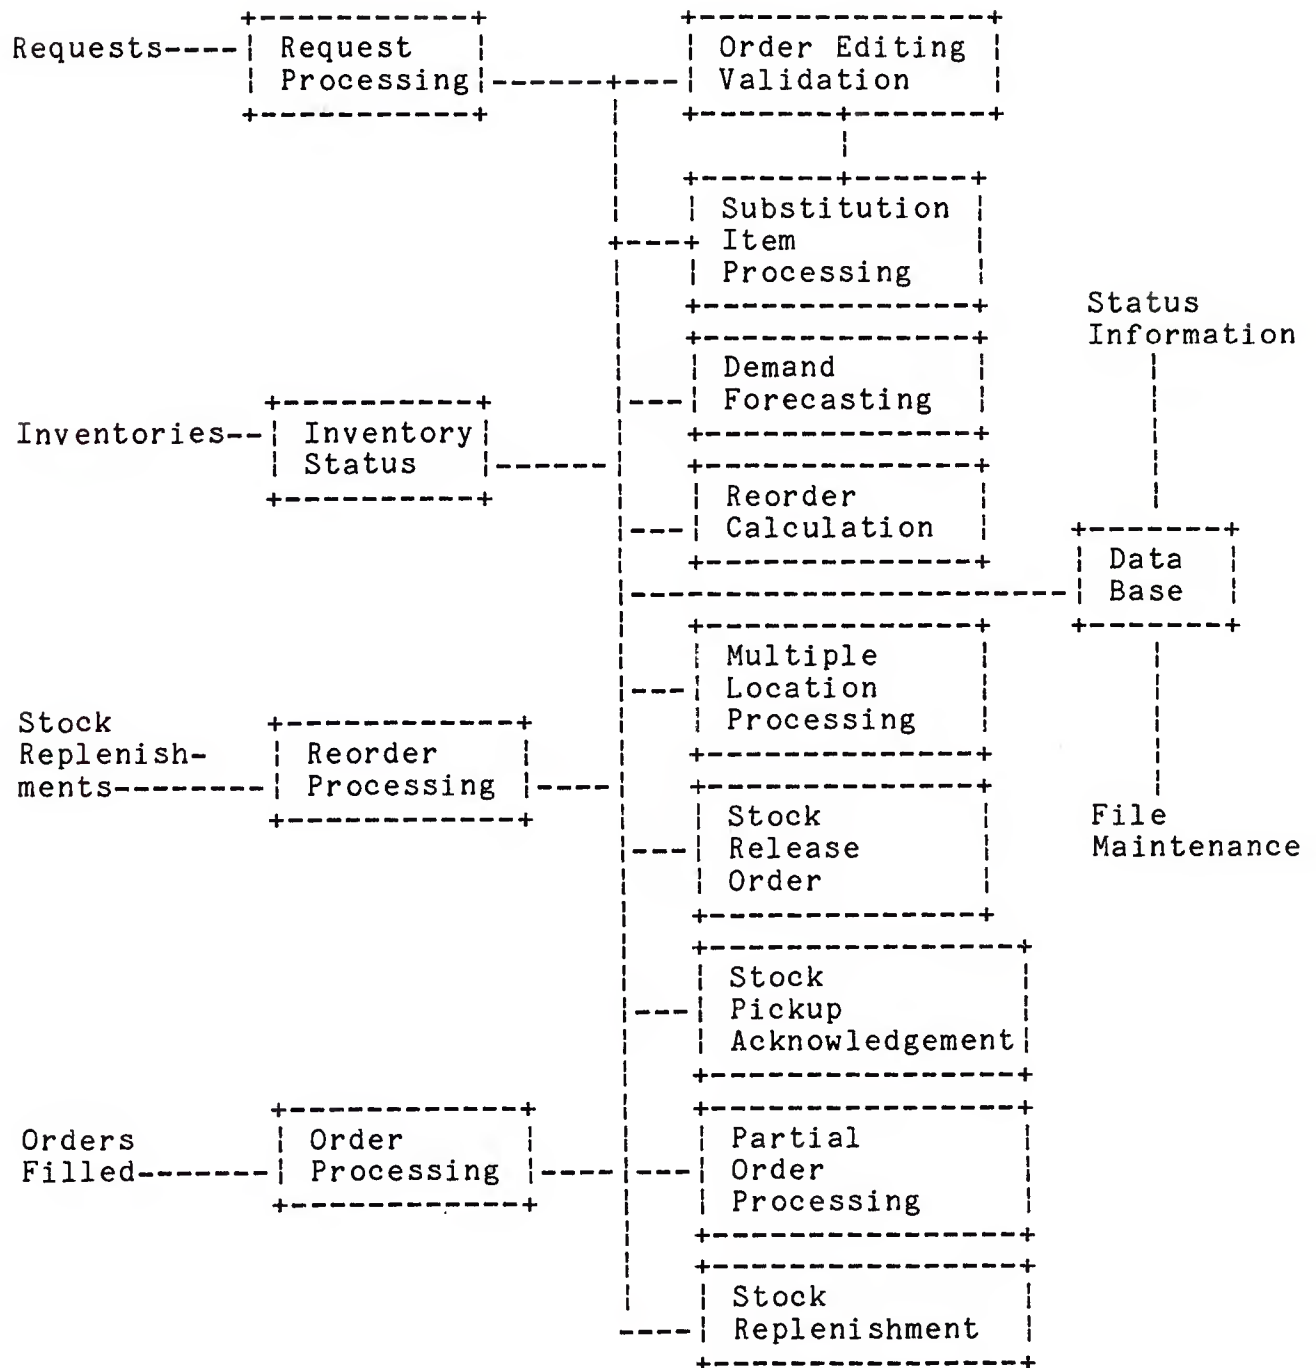 Requests
Request
Processing
Order Editing
Validation
Substitution
Item
Processing
Status
Information
Demand
Forecasting
Inventories
Inventory
Status
Reorder
Calculation
Data
Base
Multiple
Location
Processing
Stock
Replenish-
ments
Reorder
Processing
Stock
Release
Order
File
Maintenance
Stock
Pickup
Acknowledgement
Orders
Filled
Order
Processing
Partial
Order
Processing
Stock
Replenishment